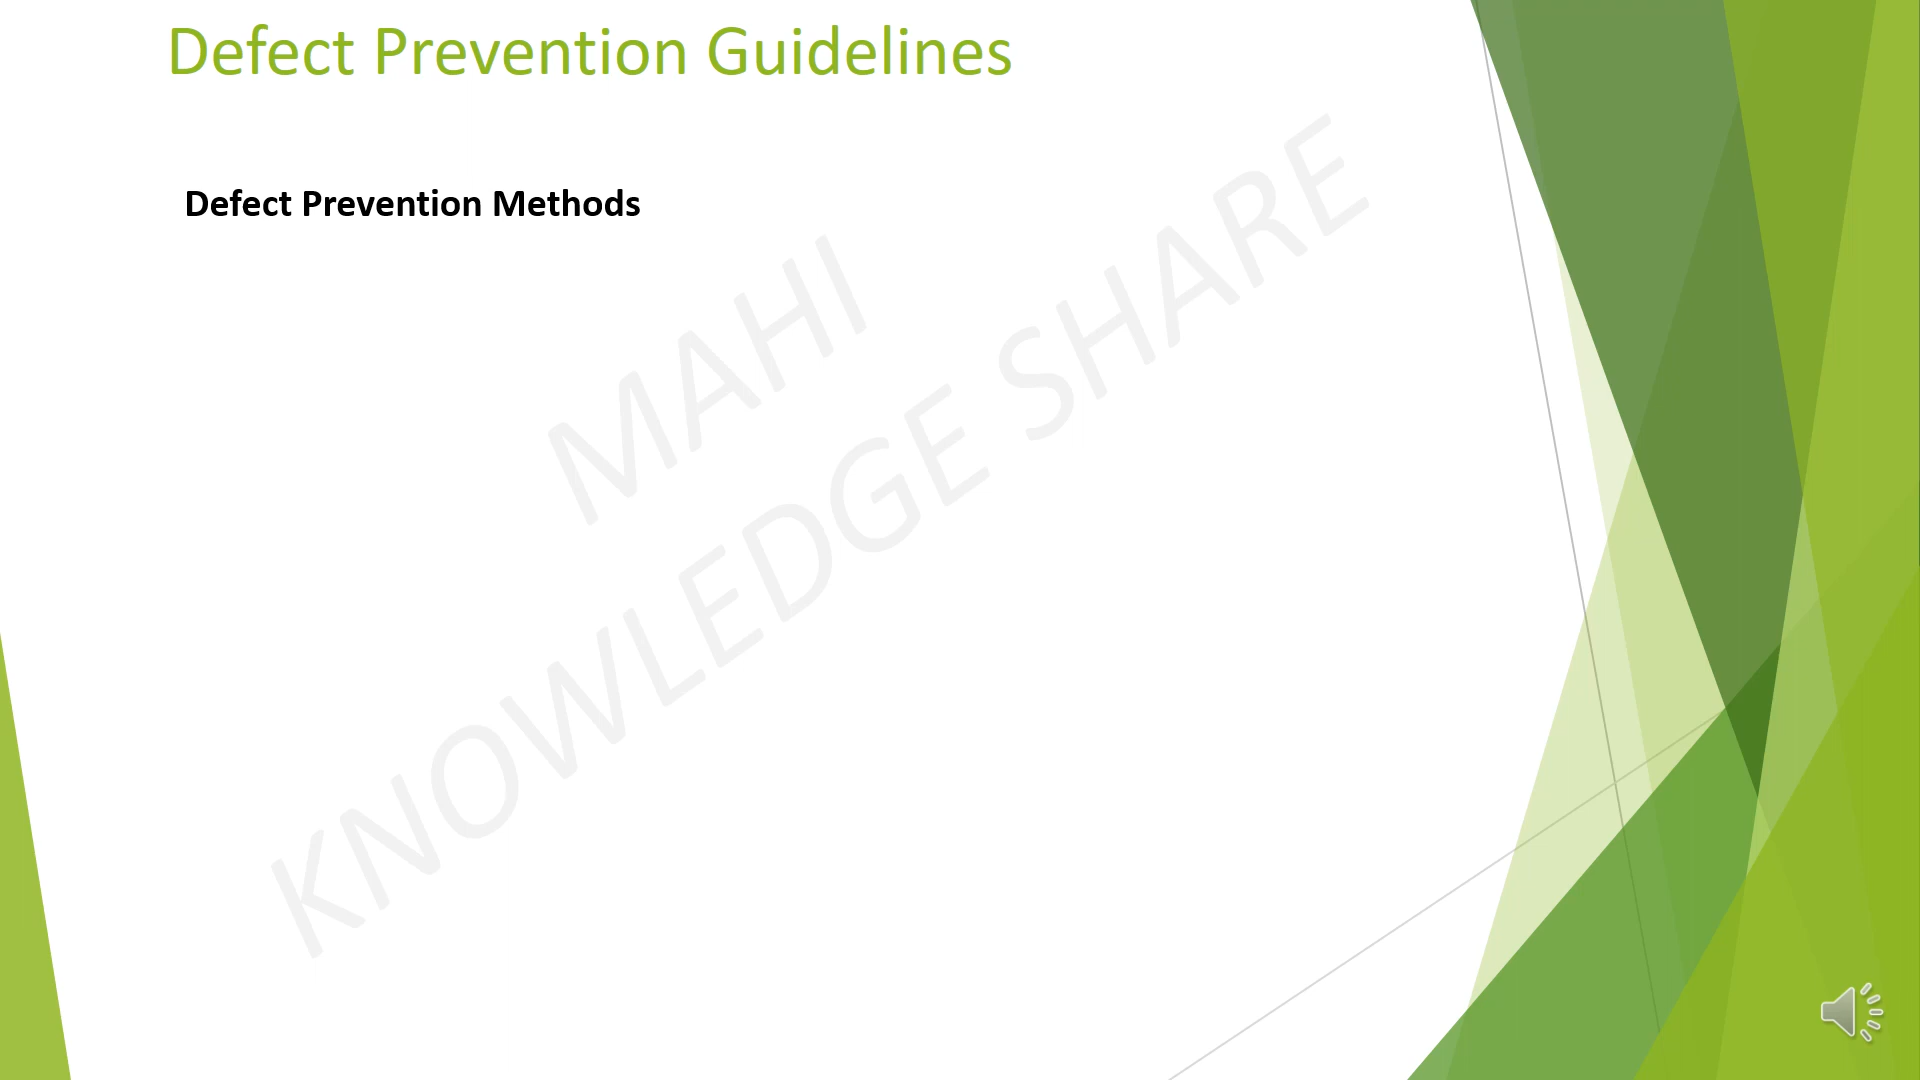 Defect Prevention Guidelines
Defect Prevention Methods
MAHI
KNOWLEDGE SHARE